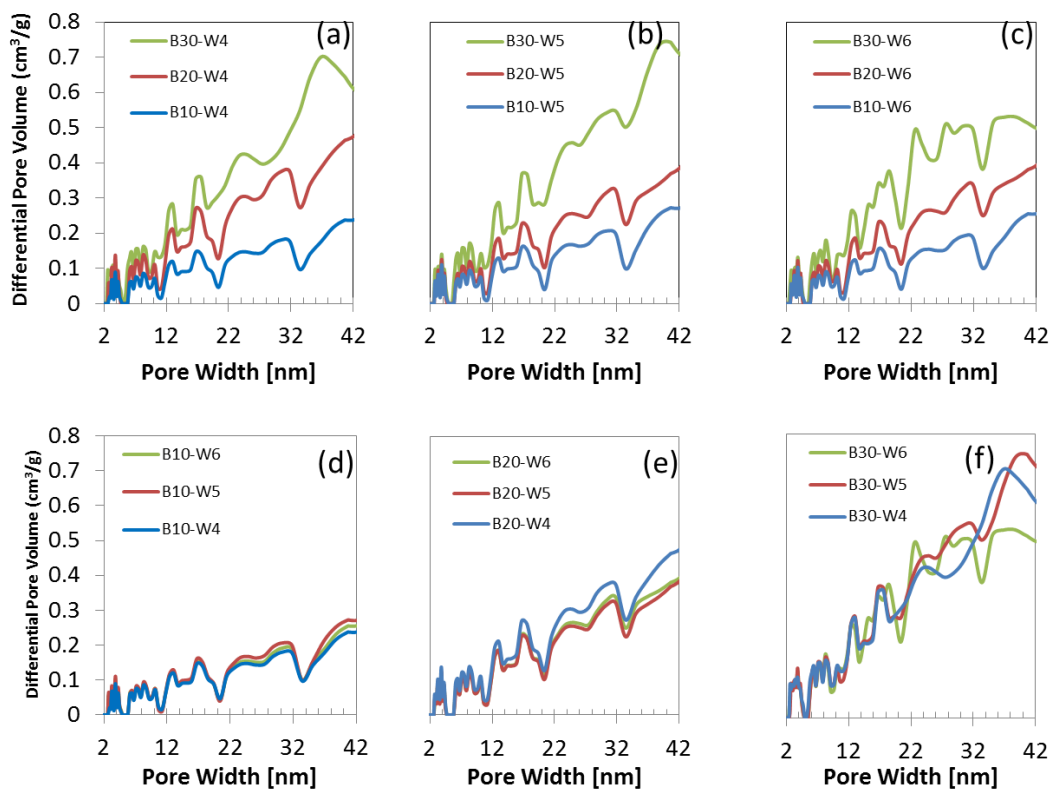 Differential Pore Volume (cm³/g)
0.8
0.7
0.6
0.5
0.4
0.3
0.2
0.1
0
(a)
B30-W4
B20-W4
B10-W4
2 12 22 32 42
Pore Width [nm]
(b)
B30-W5
B20-W5
B10-W5
2 12 22 32 42
Pore Width [nm]
(c)
B30-W6
B20-W6
B10-W6
2 12 22 32 42
Pore Width [nm]
Differential Pore Volume (cm³/g)
0.8
0.7
0.6
0.5
0.4
0.3
0.2
0.1
0
(d)
B10-W6
B10-W5
B10-W4
2 12 22 32 42
Pore Width [nm]
(e)
B20-W6
B20-W5
B20-W4
2 12 22 32 42
Pore Width [nm]
(f)
B30-W6
B30-W5
B30-W4
2 12 22 32 42
Pore Width [nm]